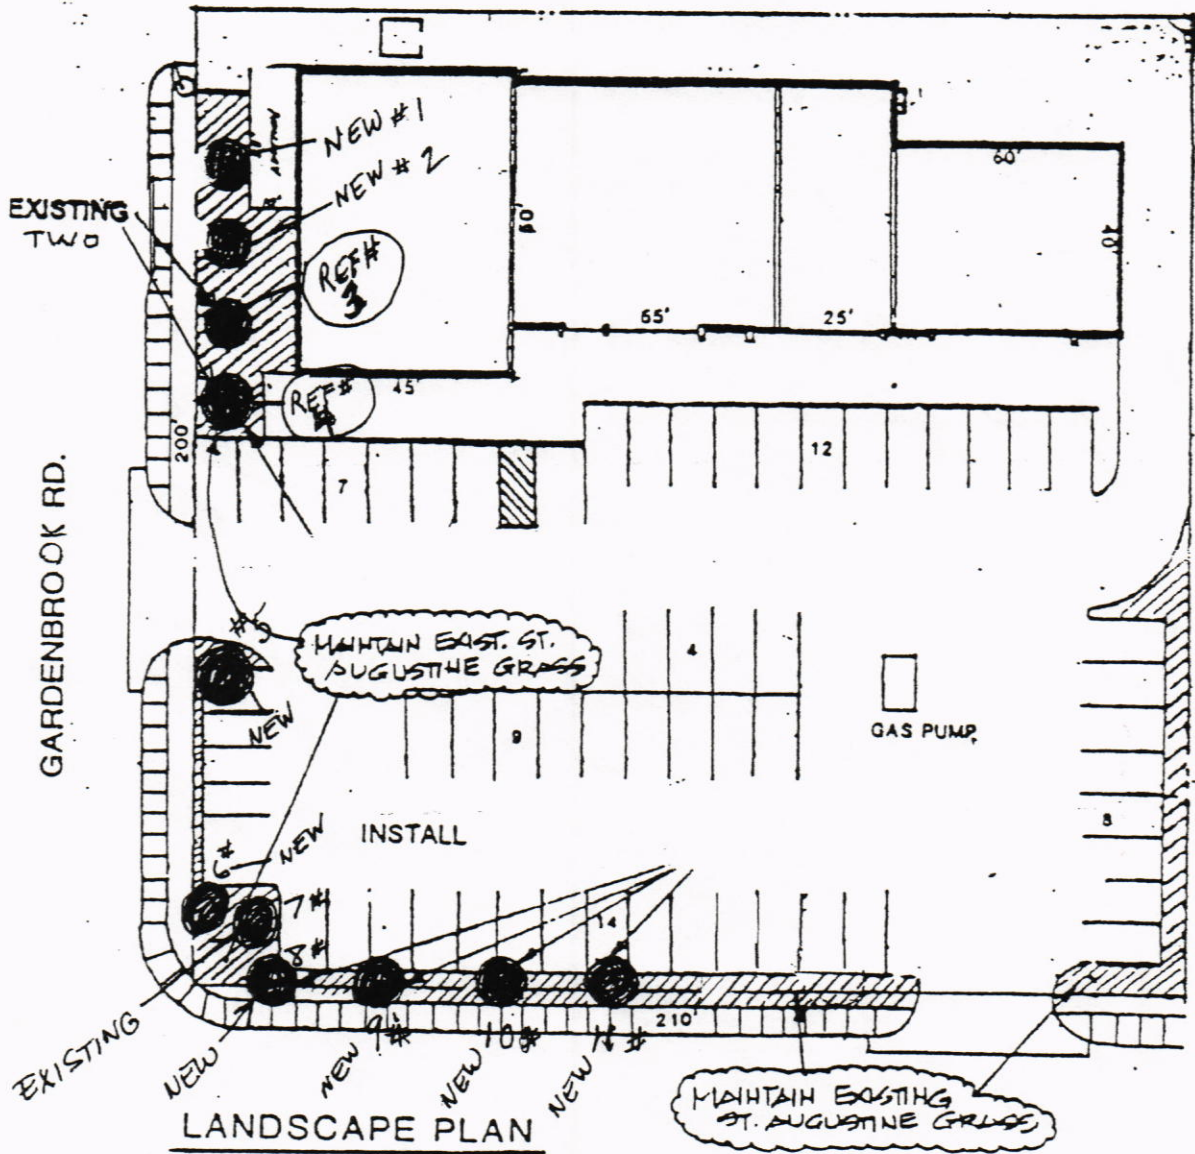 NEW #1
NEW #2
EXISTING
TWO
REF#
3
60'
40'
60'
65'
25'
REF#
4
45'
200'
12
7
GARDENBROOK RD.
#5
MAINTAIN EXIST. ST.
AUGUSTINE GRASS
4
NEW
9
GAS PUMP
INSTALL
8
6# NEW
7#
14
8#
210'
EXISTING
NEW
NEW 9#
NEW 10#
NEW 11#
MAINTAIN EXISTING
ST. AUGUSTINE GRASS
LANDSCAPE PLAN